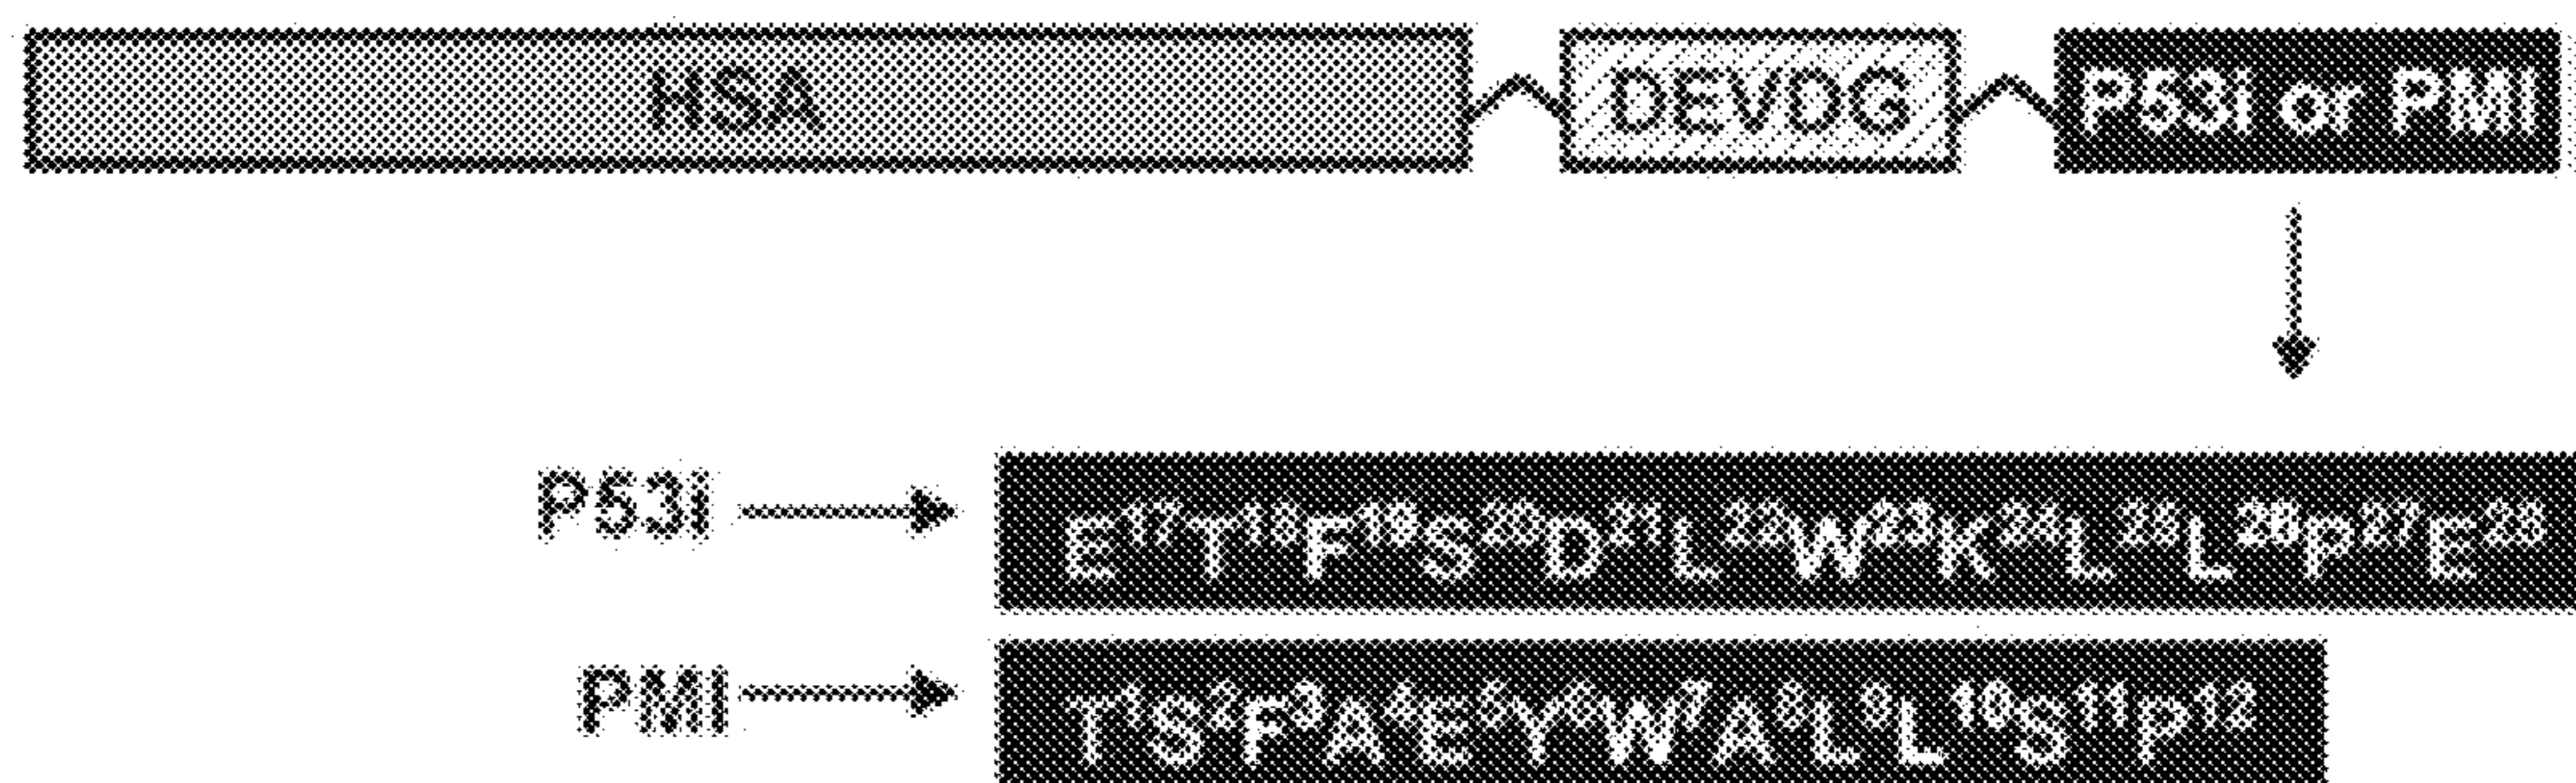 HSA DEVDG P53i or PMI
P53i E¹⁷T¹⁸F¹⁹S²⁰D²¹L²²W²³K²⁴L²⁵L²⁶P²⁷E²⁸
PMI T¹S²F³A⁴E⁵Y⁶W⁷A⁸L⁹L¹⁰S¹¹P¹²